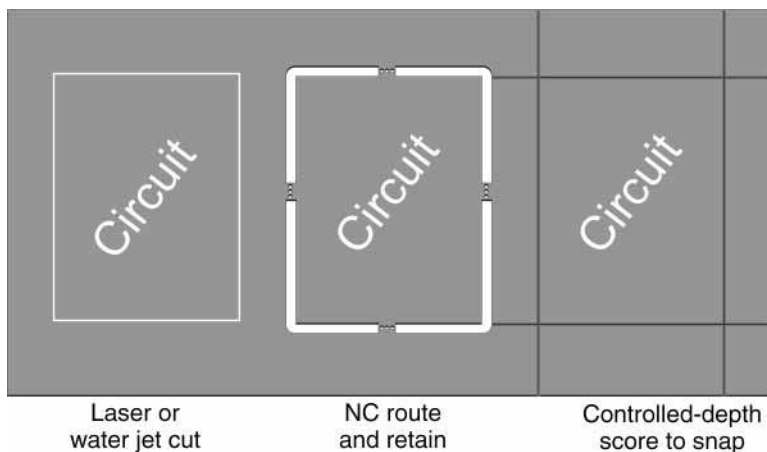 Circuit
Circuit
Circuit
Laser or
water jet cut
NC route
and retain
Controlled-depth
score to snap